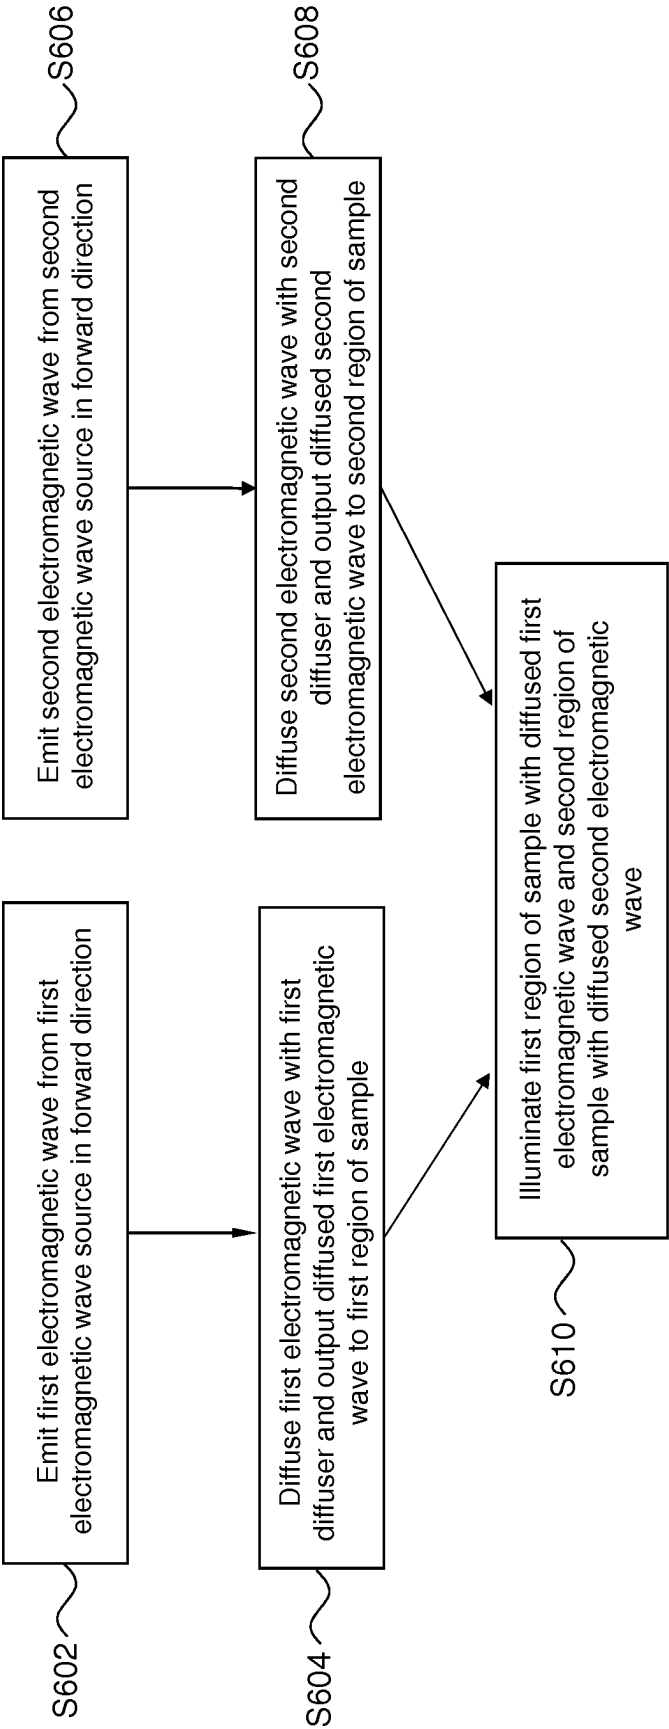 S602
Emit first electromagnetic wave from first
electromagnetic wave source in forward direction
S606
Emit second electromagnetic wave from second
electromagnetic wave source in forward direction
S604
Diffuse first electromagnetic wave with first
diffuser and output diffused first electromagnetic
wave to first region of sample
S608
Diffuse second electromagnetic wave with second
diffuser and output diffused second
electromagnetic wave to second region of sample
S610
Illuminate first region of sample with diffused first
electromagnetic wave and second region of
sample with diffused second electromagnetic
wave